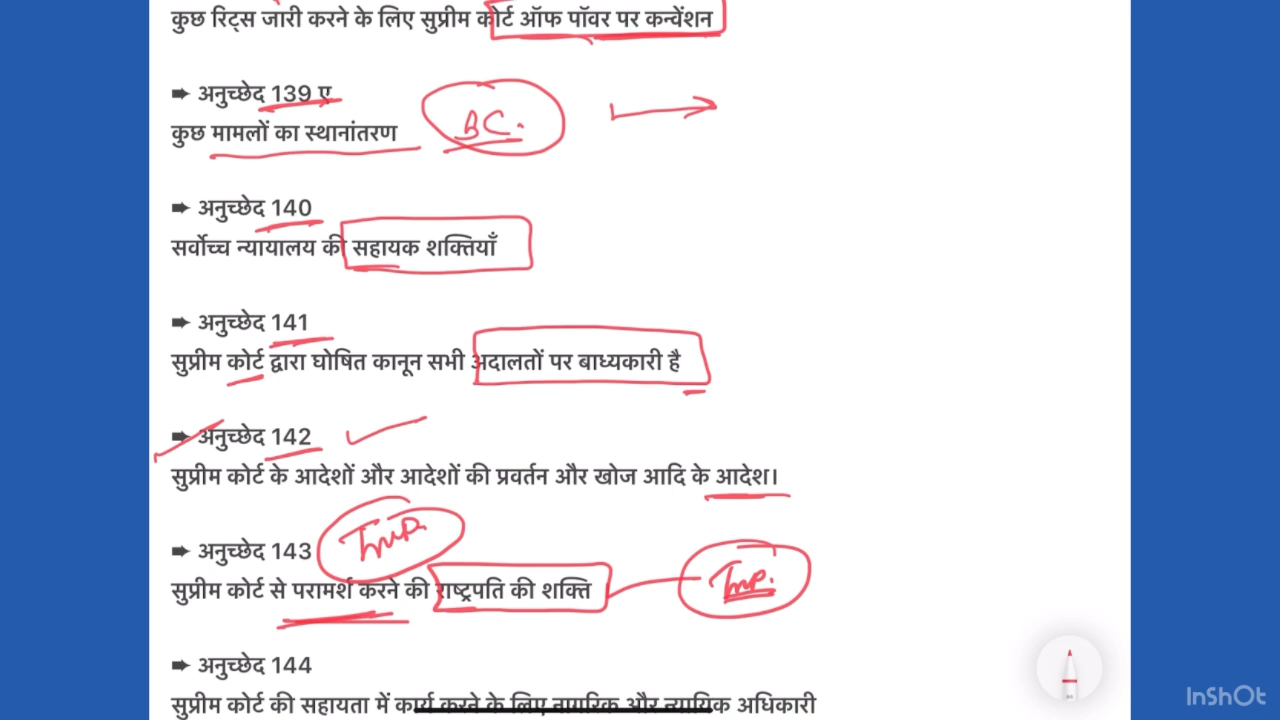 कुछ रिट्स जारी करने के लिए सुप्रीम कोर्ट ऑफ पॉवर पर कन्वेंशन
➡ अनुच्छेद 139 ए
कुछ मामलों का स्थानांतरण
BC.
➡ अनुच्छेद 140
सर्वोच्च न्यायालय की सहायक शक्तियाँ
➡ अनुच्छेद 141
सुप्रीम कोर्ट द्वारा घोषित कानून सभी अदालतों पर बाध्यकारी है
➡ अनुच्छेद 142
सुप्रीम कोर्ट के आदेशों और आदेशों की प्रवर्तन और खोज आदि के आदेश।
➡ अनुच्छेद 143 Imp.
सुप्रीम कोर्ट से परामर्श करने की राष्ट्रपति की शक्ति Imp.
➡ अनुच्छेद 144
सुप्रीम कोर्ट की सहायता में कार्य करने के लिए नागरिक और न्यायिक अधिकारी
InShOt